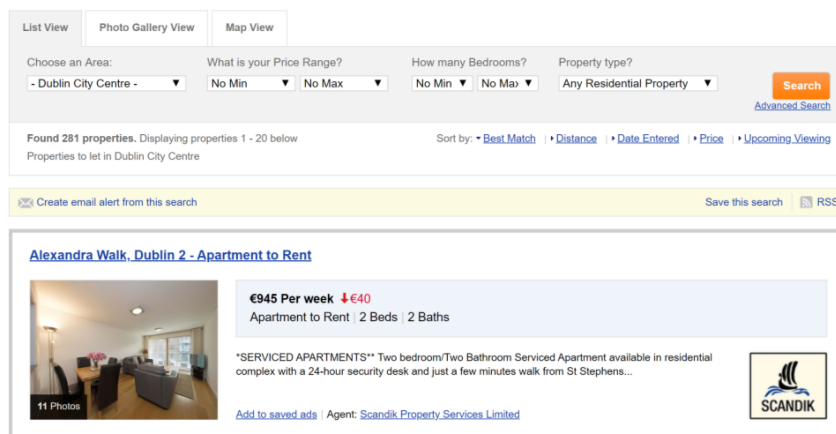 List View
Photo Gallery View
Map View
Choose an Area:
What is your Price Range?
How many Bedrooms?
Property type?
- Dublin City Centre -
No Min
No Max
No Min
No Max
Any Residential Property
Search
Advanced Search
Found 281 properties. Displaying properties 1 - 20 below
Sort by: Best Match | Distance | Date Entered | Price | Upcoming Viewing
Properties to let in Dublin City Centre
Create email alert from this search
Save this search
RSS
Alexandra Walk, Dublin 2 - Apartment to Rent
€945 Per week €40
Apartment to Rent | 2 Beds | 2 Baths
*SERVICED APARTMENTS** Two bedroom/Two Bathroom Serviced Apartment available in residential
complex with a 24-hour security desk and just a few minutes walk from St Stephens...
11 Photos
SCANDIK
Add to saved ads | Agent: Scandik Property Services Limited